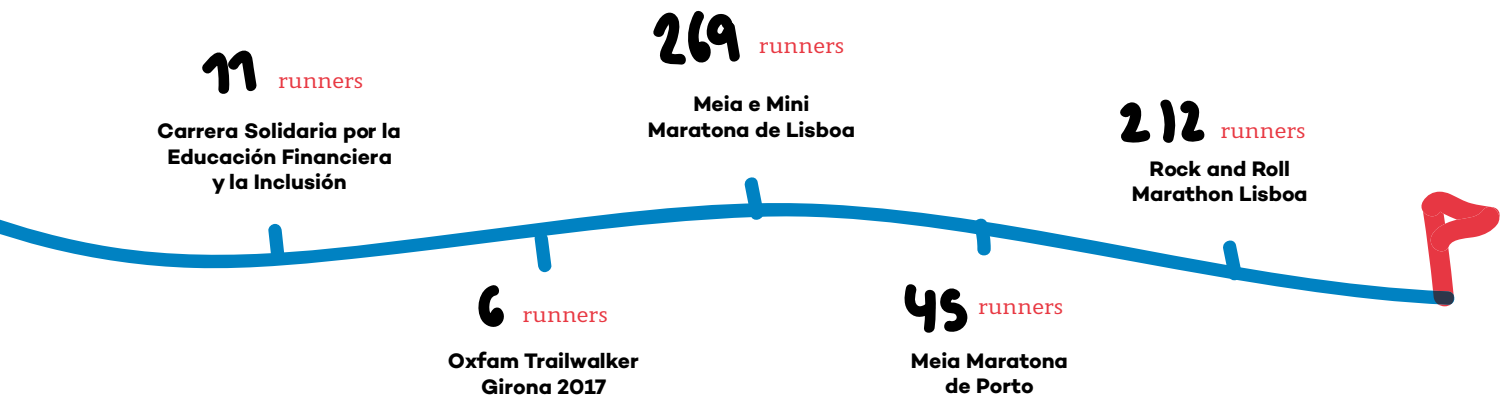 11 runners
Carrera Solidaria por la
Educación Financiera
y la Inclusión
6 runners
Oxfam Trailwalker
Girona 2017
269 runners
Meia e Mini
Maratona de Lisboa
45 runners
Meia Maratona
de Porto
212 runners
Rock and Roll
Marathon Lisboa